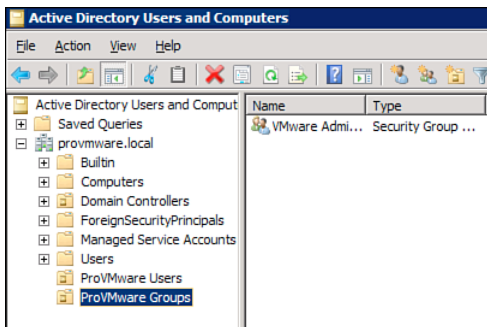 Active Directory Users and Computers
File Action View Help
Active Directory Users and Comput
Saved Queries
provmware.local
Builtin
Computers
Domain Controllers
ForeignSecurityPrincipals
Managed Service Accounts
Users
ProVMware Users
ProVMware Groups
Name Type
VMware Admi... Security Group ...